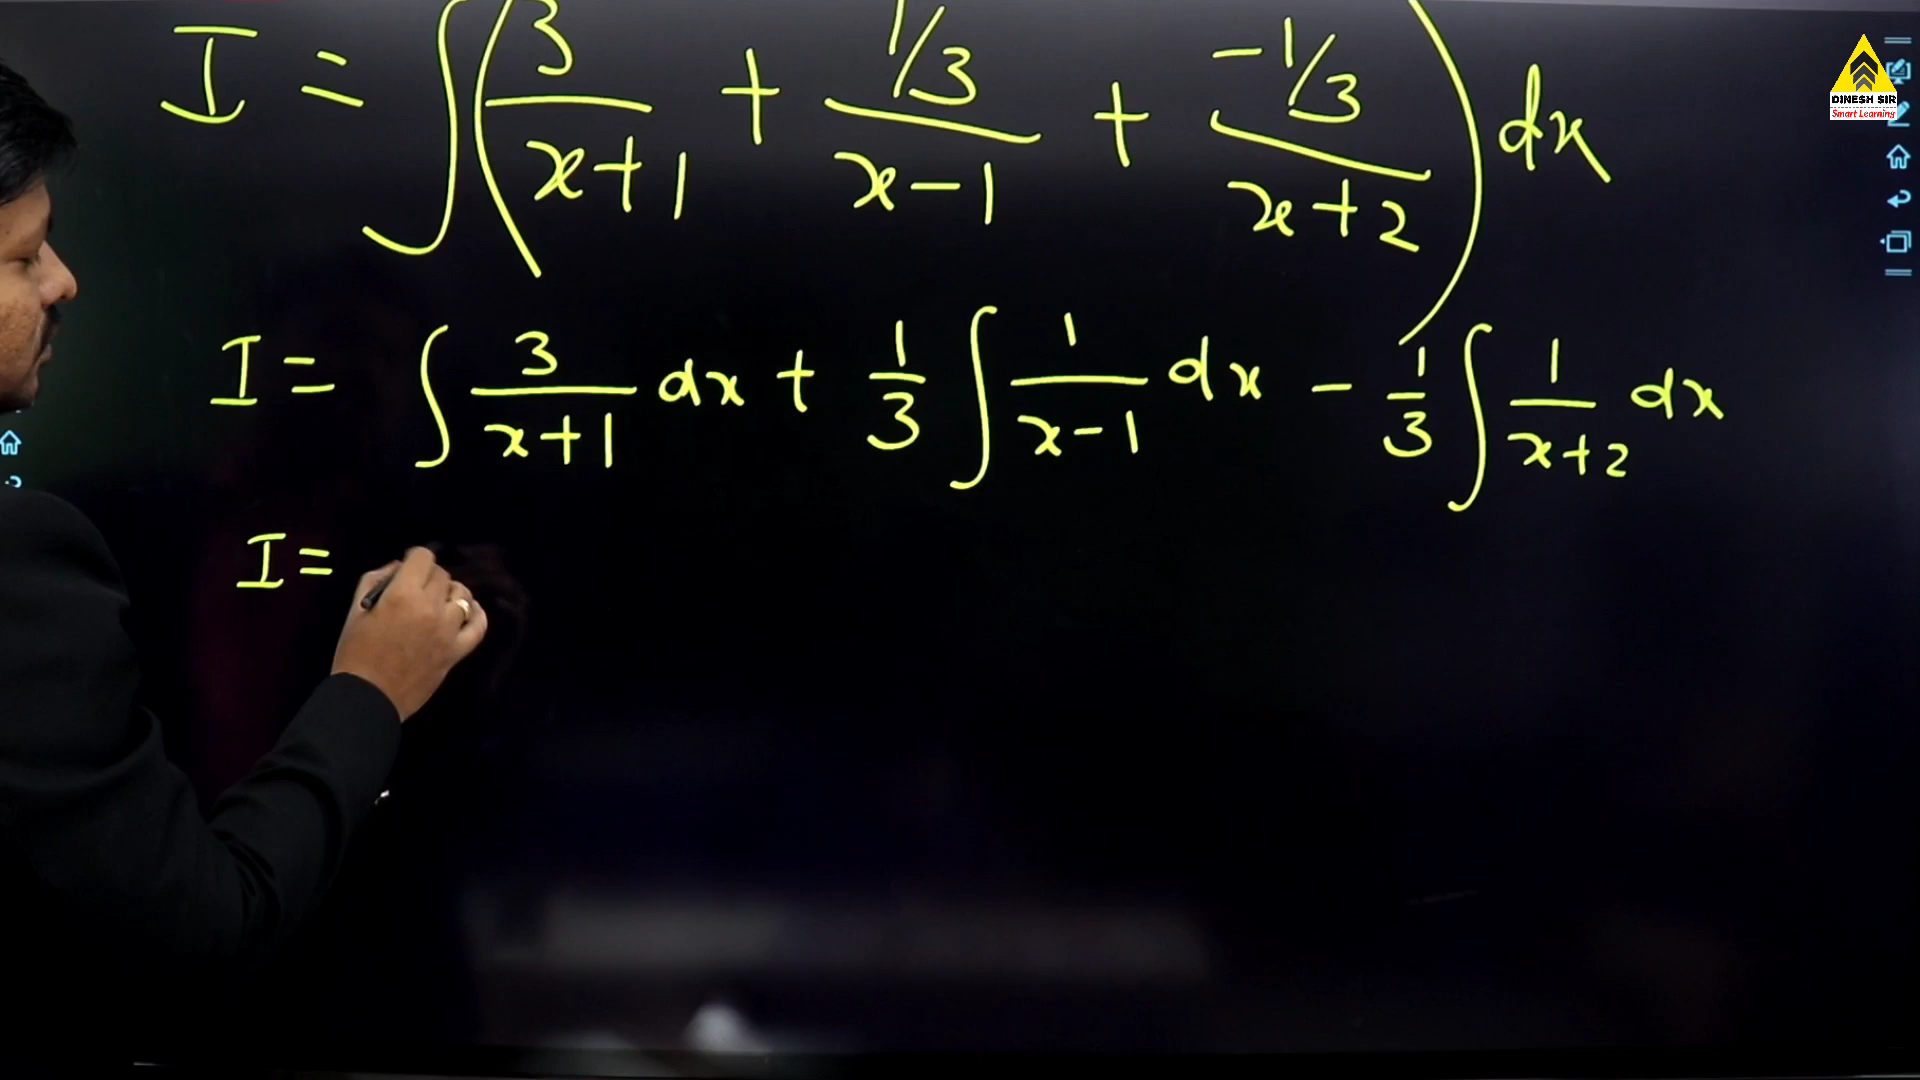 I = ∫(3/(x+1) + (1/3)/(x-1) + (-1/3)/(x+2)) dx
I = ∫ 3/(x+1) dx + 1/3 ∫ 1/(x-1) dx - 1/3 ∫ 1/(x+2) dx
I =
DINESH SIR
Smart Learning